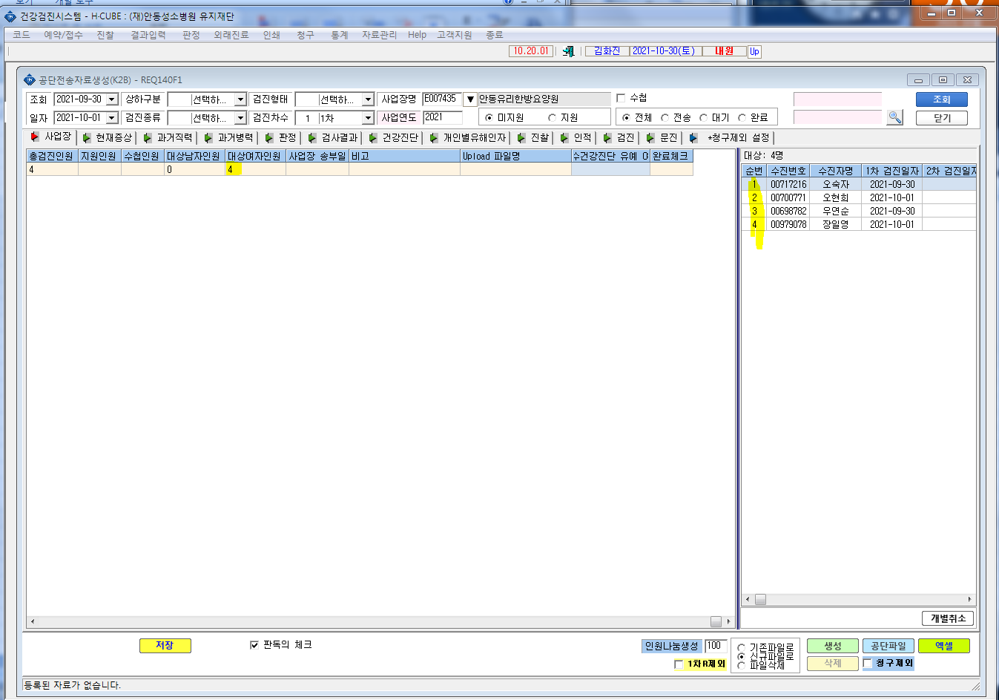 보기 개발 도구
건강검진시스템 - H-CUBE : (재)안동성소병원 유지재단
코드 예약/접수 진찰 결과입력 판정 외래진료 인쇄 청구 통계 자료관리 Help 고객지원 종료
10.20.01 김화진 2021-10-30(토) 내원 Up
공단전송자료생성(K2B) - REQ140F1
조회 2021-09-30 상하구분 선택하... 검진형태 선택하... 사업장명 E007435 안동유리한방요양원 수첩 조회
일자 2021-10-01 검진종류 선택하... 검진차수 1 1차 사업연도 2021 미지원 지원 전체 전송 대기 완료 닫기
사업장 현재증상 과거직력 과거병력 판정 검사결과 건강진단 개인별유해인자 진찰 인적 검진 문진 *청구제외 설정
총검진인원 지원인원 수첩인원 대상남자인원 대상여자인원 사업장 송부일 비고 Upload 파일명 수건강진단 유예 여 완료체크
4 0 4
대상: 4명
순번 수진번호 수진자명 1차 검진일자 2차 검진일자
1 00717216 오숙자 2021-09-30
2 00700771 오현희 2021-10-01
3 00698782 우연순 2021-09-30
4 00979078 장일영 2021-10-01
개별취소
저장 판독의 체크 인원나눔생성 100 기존파일로 생성 공단파일 엑셀
신규파일로
1차R제외 파일삭제 삭제 청구제외
등록된 자료가 없습니다.